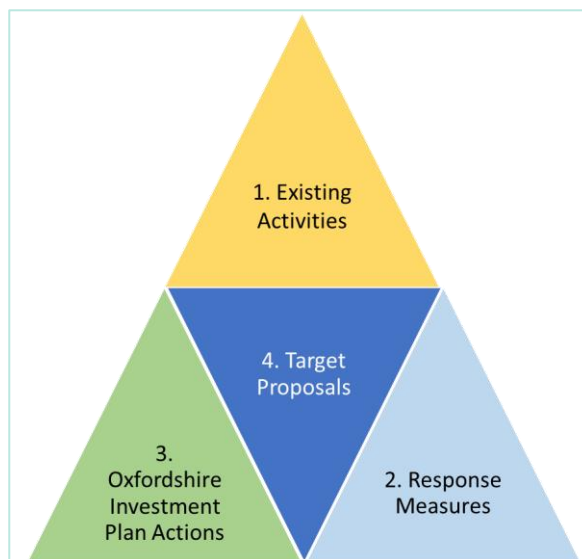 1. Existing
Activities
4. Target
Proposals
3.
Oxfordshire
Investment
Plan Actions
2. Response
Measures